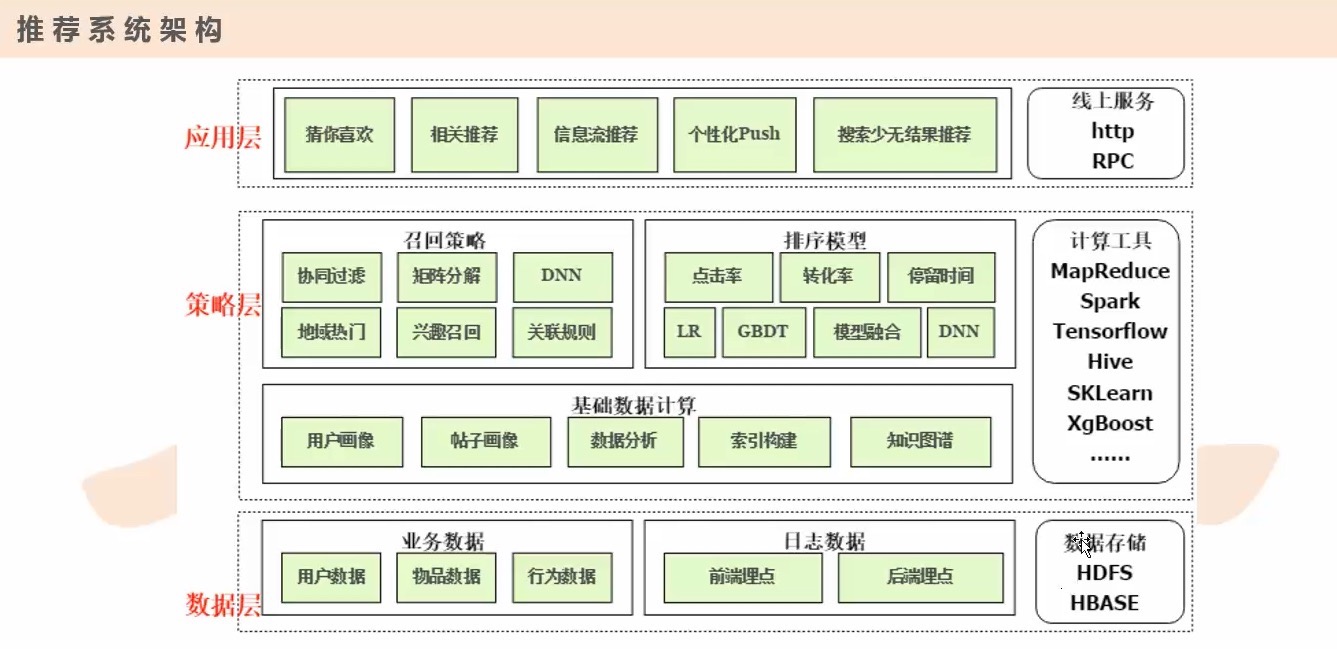 推荐系统架构
应用层
猜你喜欢
相关推荐
信息流推荐
个性化Push
搜索少无结果推荐
线上服务
http
RPC
策略层
召回策略
协同过滤
矩阵分解
DNN
地域热门
兴趣召回
关联规则
排序模型
点击率
转化率
停留时间
LR
GBDT
模型融合
DNN
基础数据计算
用户画像
帖子画像
数据分析
索引构建
知识图谱
计算工具
MapReduce
Spark
Tensorflow
Hive
SKLearn
XgBoost
......
数据层
业务数据
用户数据
物品数据
行为数据
日志数据
前端埋点
后端埋点
数据存储
HDFS
HBASE